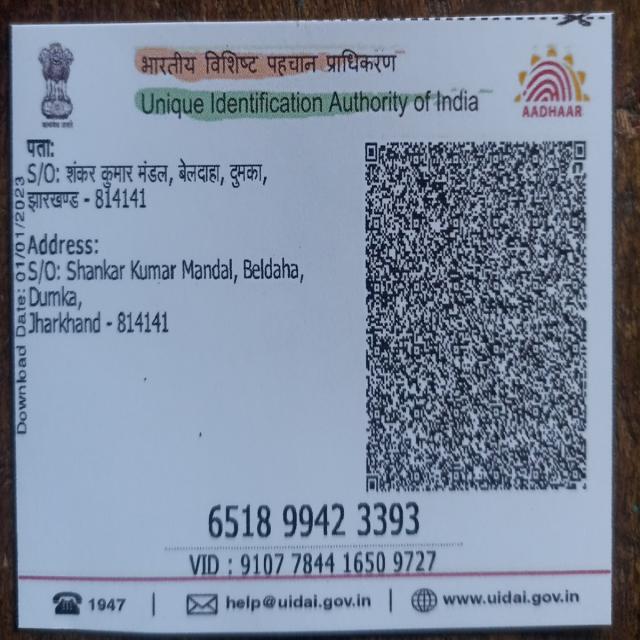 भारतीय विशिष्ट पहचान प्राधिकरण
Unique Identification Authority of India
सत्यमेव जयते
AADHAAR
पता:
S/O: शंकर कुमार मंडल, बेलदाहा, दुमका,
झारखण्ड - 814141
Address:
S/O: Shankar Kumar Mandal, Beldaha,
Dumka,
Jharkhand - 814141
Download Date: 01/01/2023
6518 9942 3393
VID : 9107 7844 1650 9727
1947 | help@uidai.gov.in | www.uidai.gov.in